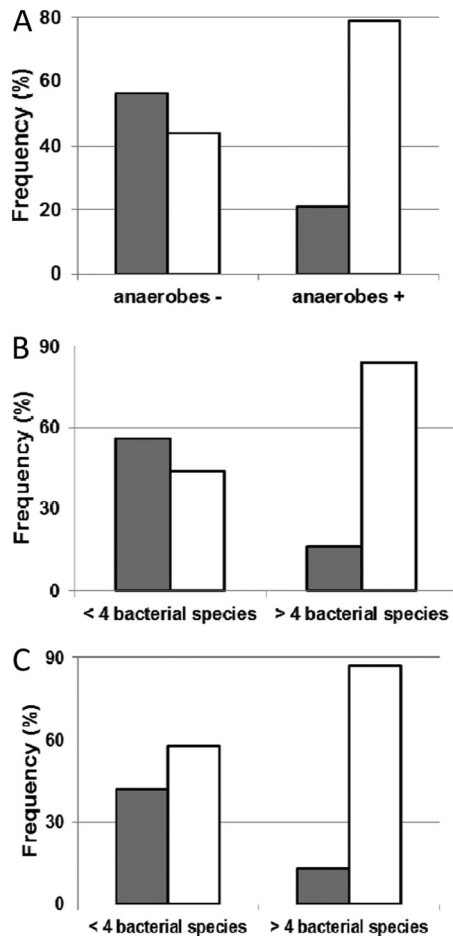 A
80
60
40
20
0
Frequency (%)
anaerobes - anaerobes +
B
90
60
30
0
Frequency (%)
< 4 bacterial species > 4 bacterial species
C
90
60
30
0
Frequency (%)
< 4 bacterial species > 4 bacterial species